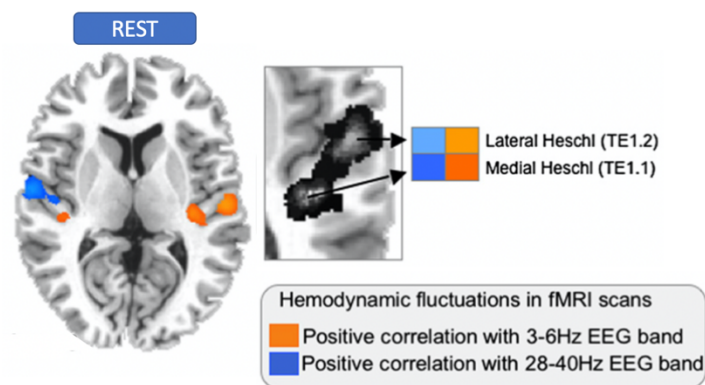 REST
Lateral Heschl (TE1.2)
Medial Heschl (TE1.1)
Hemodynamic fluctuations in fMRI scans
Positive correlation with 3-6Hz EEG band
Positive correlation with 28-40Hz EEG band